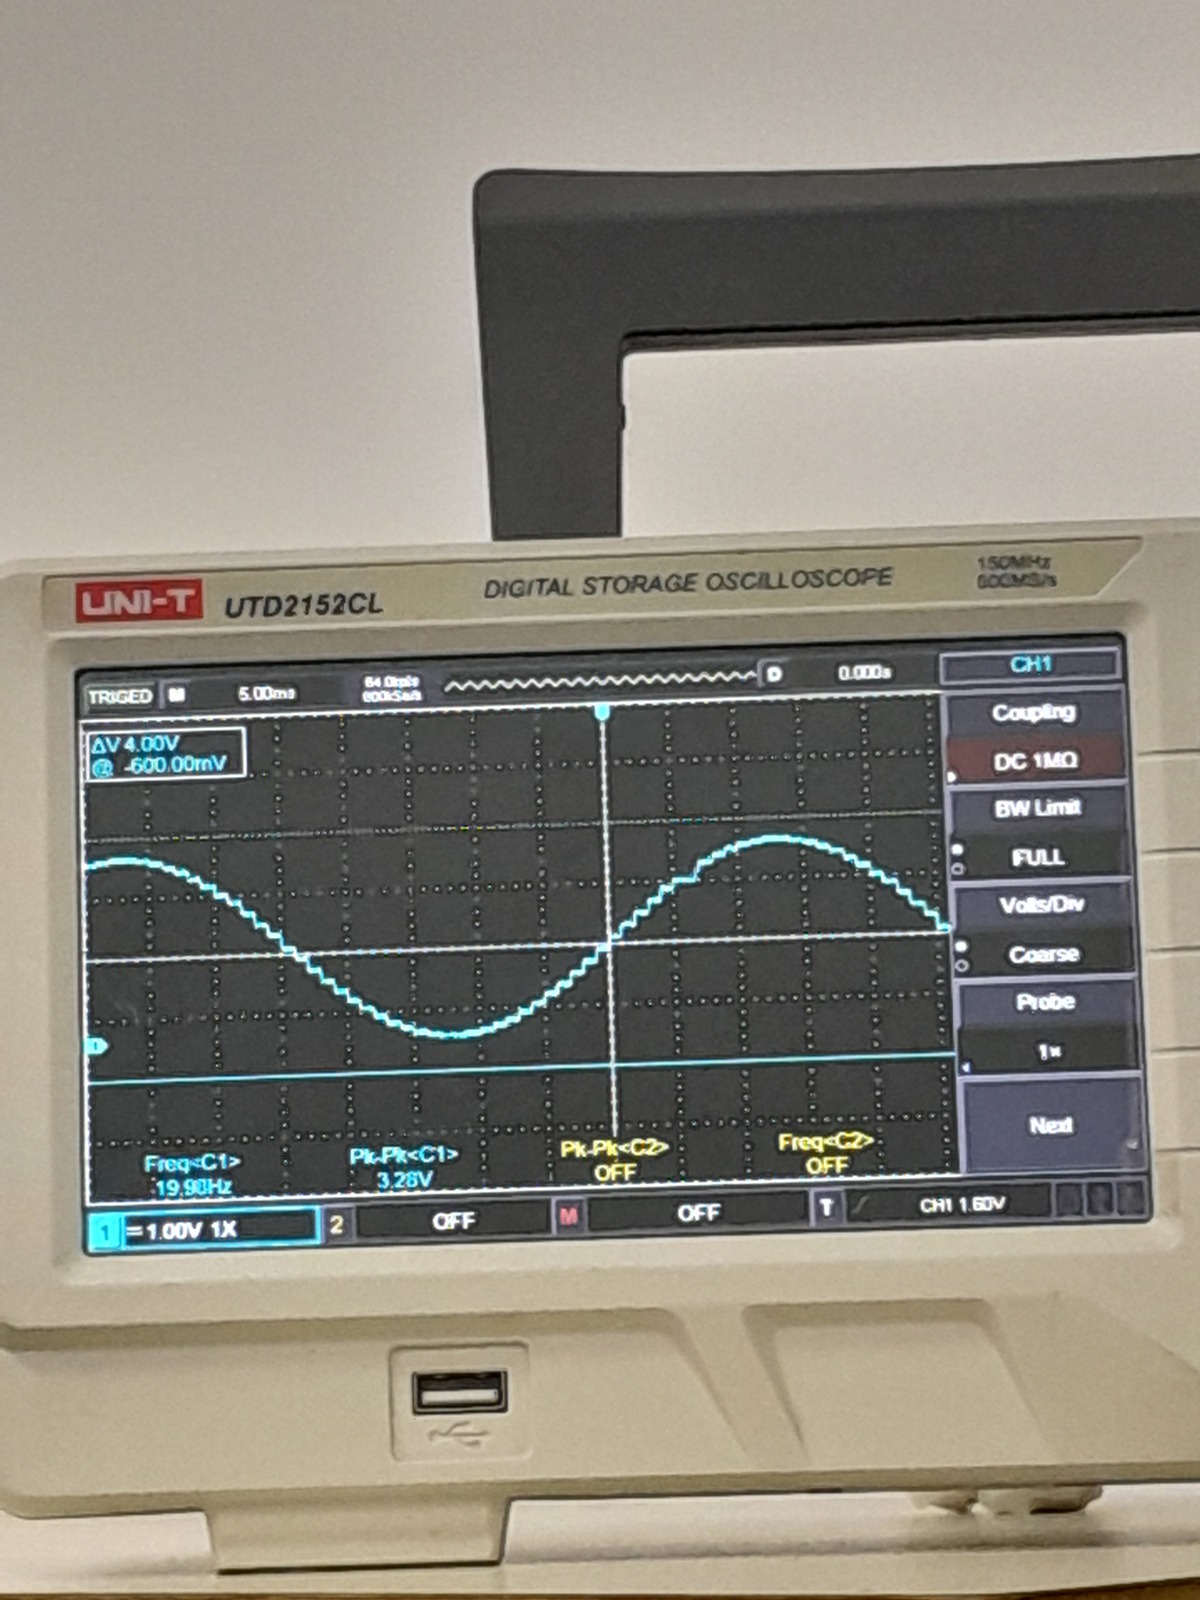 UNI-T UTD2152CL DIGITAL STORAGE OSCILLOSCOPE 150MHz
TRIGED M 5.00ms 0.000s CH1
ΔV 4.00V
@ -600.00mV
Coupling
DC 1MΩ
BW Limit
FULL
Volts/Div
Coarse
Probe
1×
Next
1
Freq<C1> Pk-Pk<C1> Pk-Pk<C2> Freq<C2>
19.98Hz 3.28V OFF OFF
1 = 1.00V 1X 2 OFF M OFF T CH1 1.60V